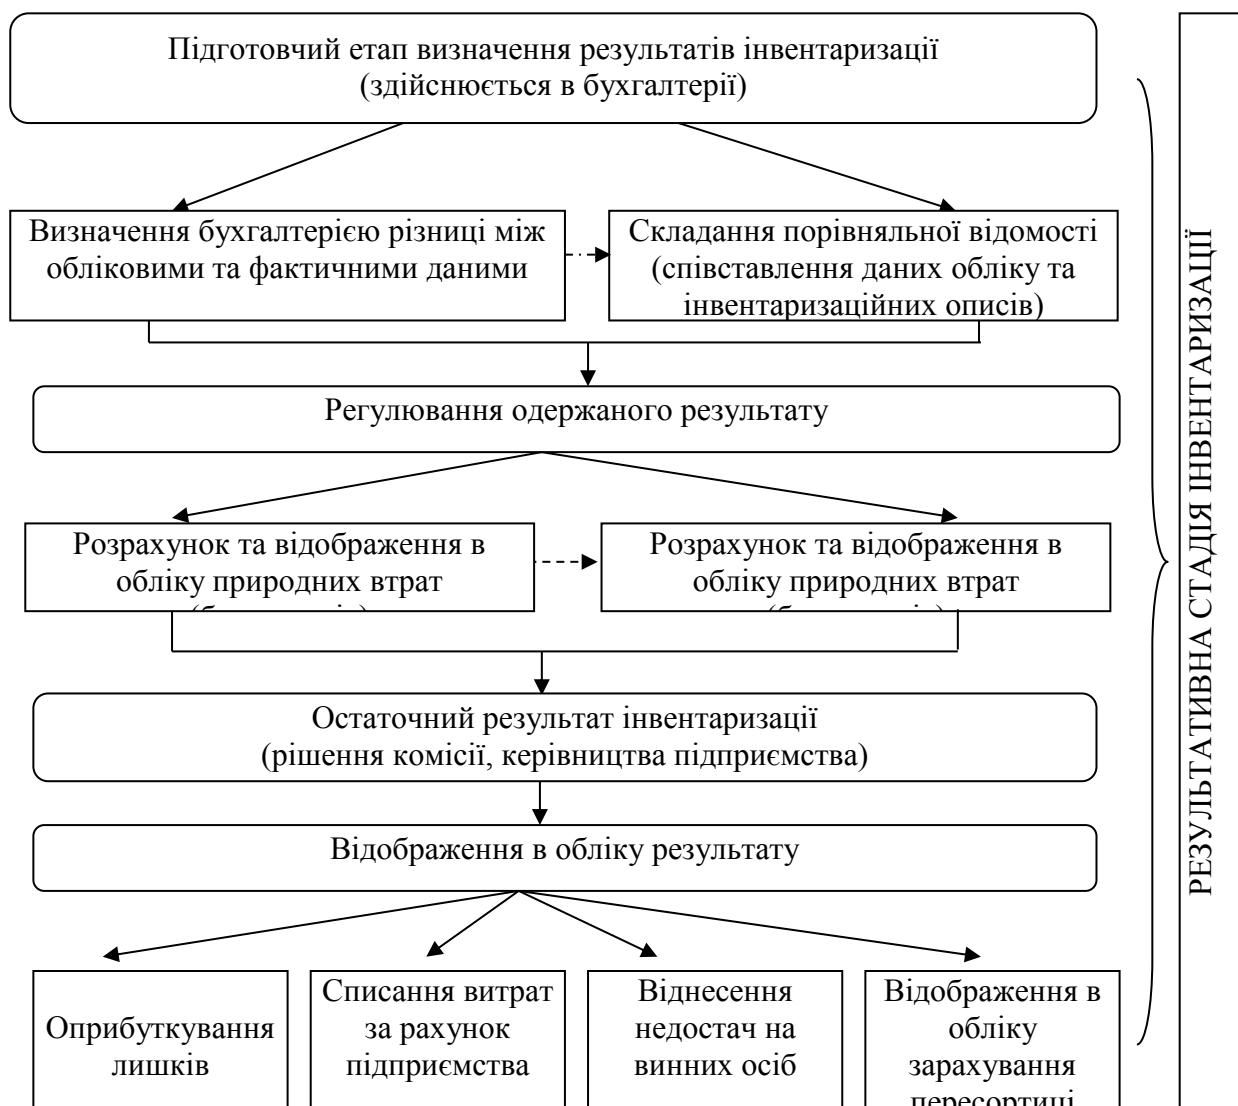 Підготовчий етап визначення результатів інвентаризації
(здійснюється в бухгалтерії)
Визначення бухгалтерією різниці між
обліковими та фактичними даними
Складання порівняльної відомості
(співставлення даних обліку та
інвентаризаційних описів)
Регулювання одержаного результату
Розрахунок та відображення в
обліку природних втрат
Розрахунок та відображення в
обліку природних втрат
Остаточний результат інвентаризації
(рішення комісії, керівництва підприємства)
Відображення в обліку результату
Оприбуткування
лишків
Списання витрат
за рахунок
підприємства
Віднесення
недостач на
винних осіб
Відображення в
обліку
зарахування
пересортиці
РЕЗУЛЬТАТИВНА СТАДІЯ ІНВЕНТАРИЗАЦІЇ